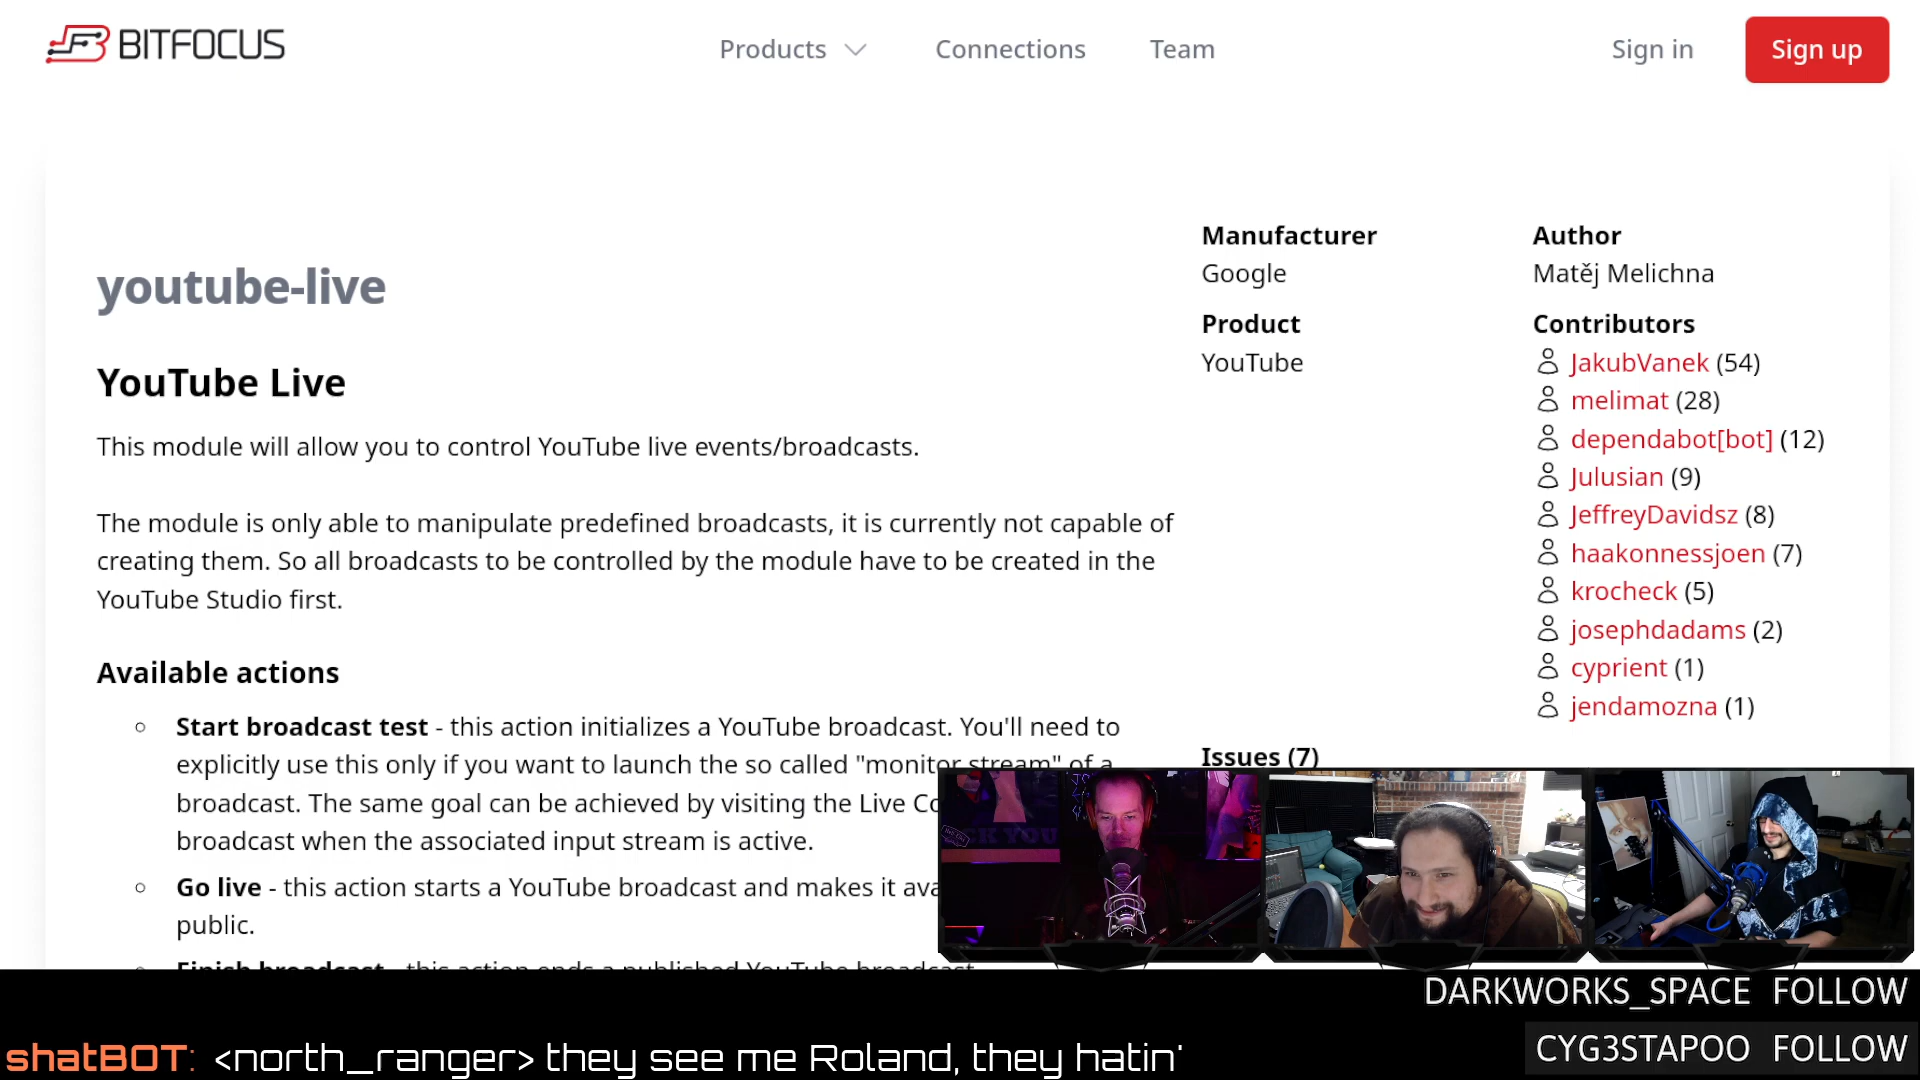 BITFOCUS
Products
Connections
Team
Sign in
Sign up
youtube-live
YouTube Live
This module will allow you to control YouTube live events/broadcasts.
The module is only able to manipulate predefined broadcasts, it is currently not capable of
creating them. So all broadcasts to be controlled by the module have to be created in the
YouTube Studio first.
Available actions
Start broadcast test - this action initializes a YouTube broadcast. You'll need to
explicitly use this only if you want to launch the so called "monitor stream" of a
broadcast. The same goal can be achieved by visiting the Live
broadcast when the associated input stream is active.
Go live - this action starts a YouTube broadcast and makes it
public.
Finish broadcast - this action ends a published YouTube broadcast
Manufacturer
Google
Product
YouTube
Author
Matěj Melichna
Contributors
JakubVanek (54)
melimat (28)
dependabot[bot] (12)
Julusian (9)
JeffreyDavidsz (8)
haakonnessjoen (7)
krocheck (5)
josephdadams (2)
cyprient (1)
jendamozna (1)
Issues (7)
DARKWORKS_SPACE FOLLOW
CYG3STAPOO FOLLOW
shatBOT: <north_ranger> they see me Roland, they hatin'